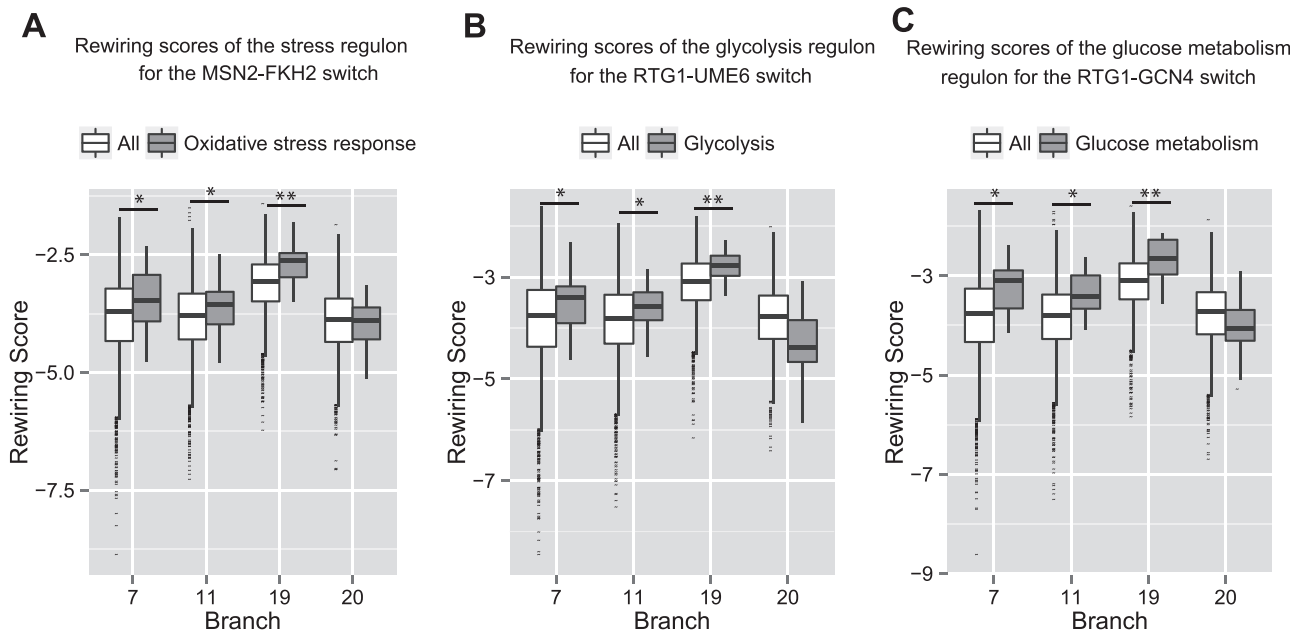 A
Rewiring scores of the stress regulon
for the MSN2-FKH2 switch
All
Oxidative stress response
*
*
**
Rewiring Score
−2.5
−5.0
−7.5
7
11
19
20
Branch
B
Rewiring scores of the glycolysis regulon
for the RTG1-UME6 switch
All
Glycolysis
*
*
**
Rewiring Score
−3
−5
−7
7
11
19
20
Branch
C
Rewiring scores of the glucose metabolism
regulon for the RTG1-GCN4 switch
All
Glucose metabolism
*
*
**
Rewiring Score
−3
−5
−7
−9
7
11
19
20
Branch